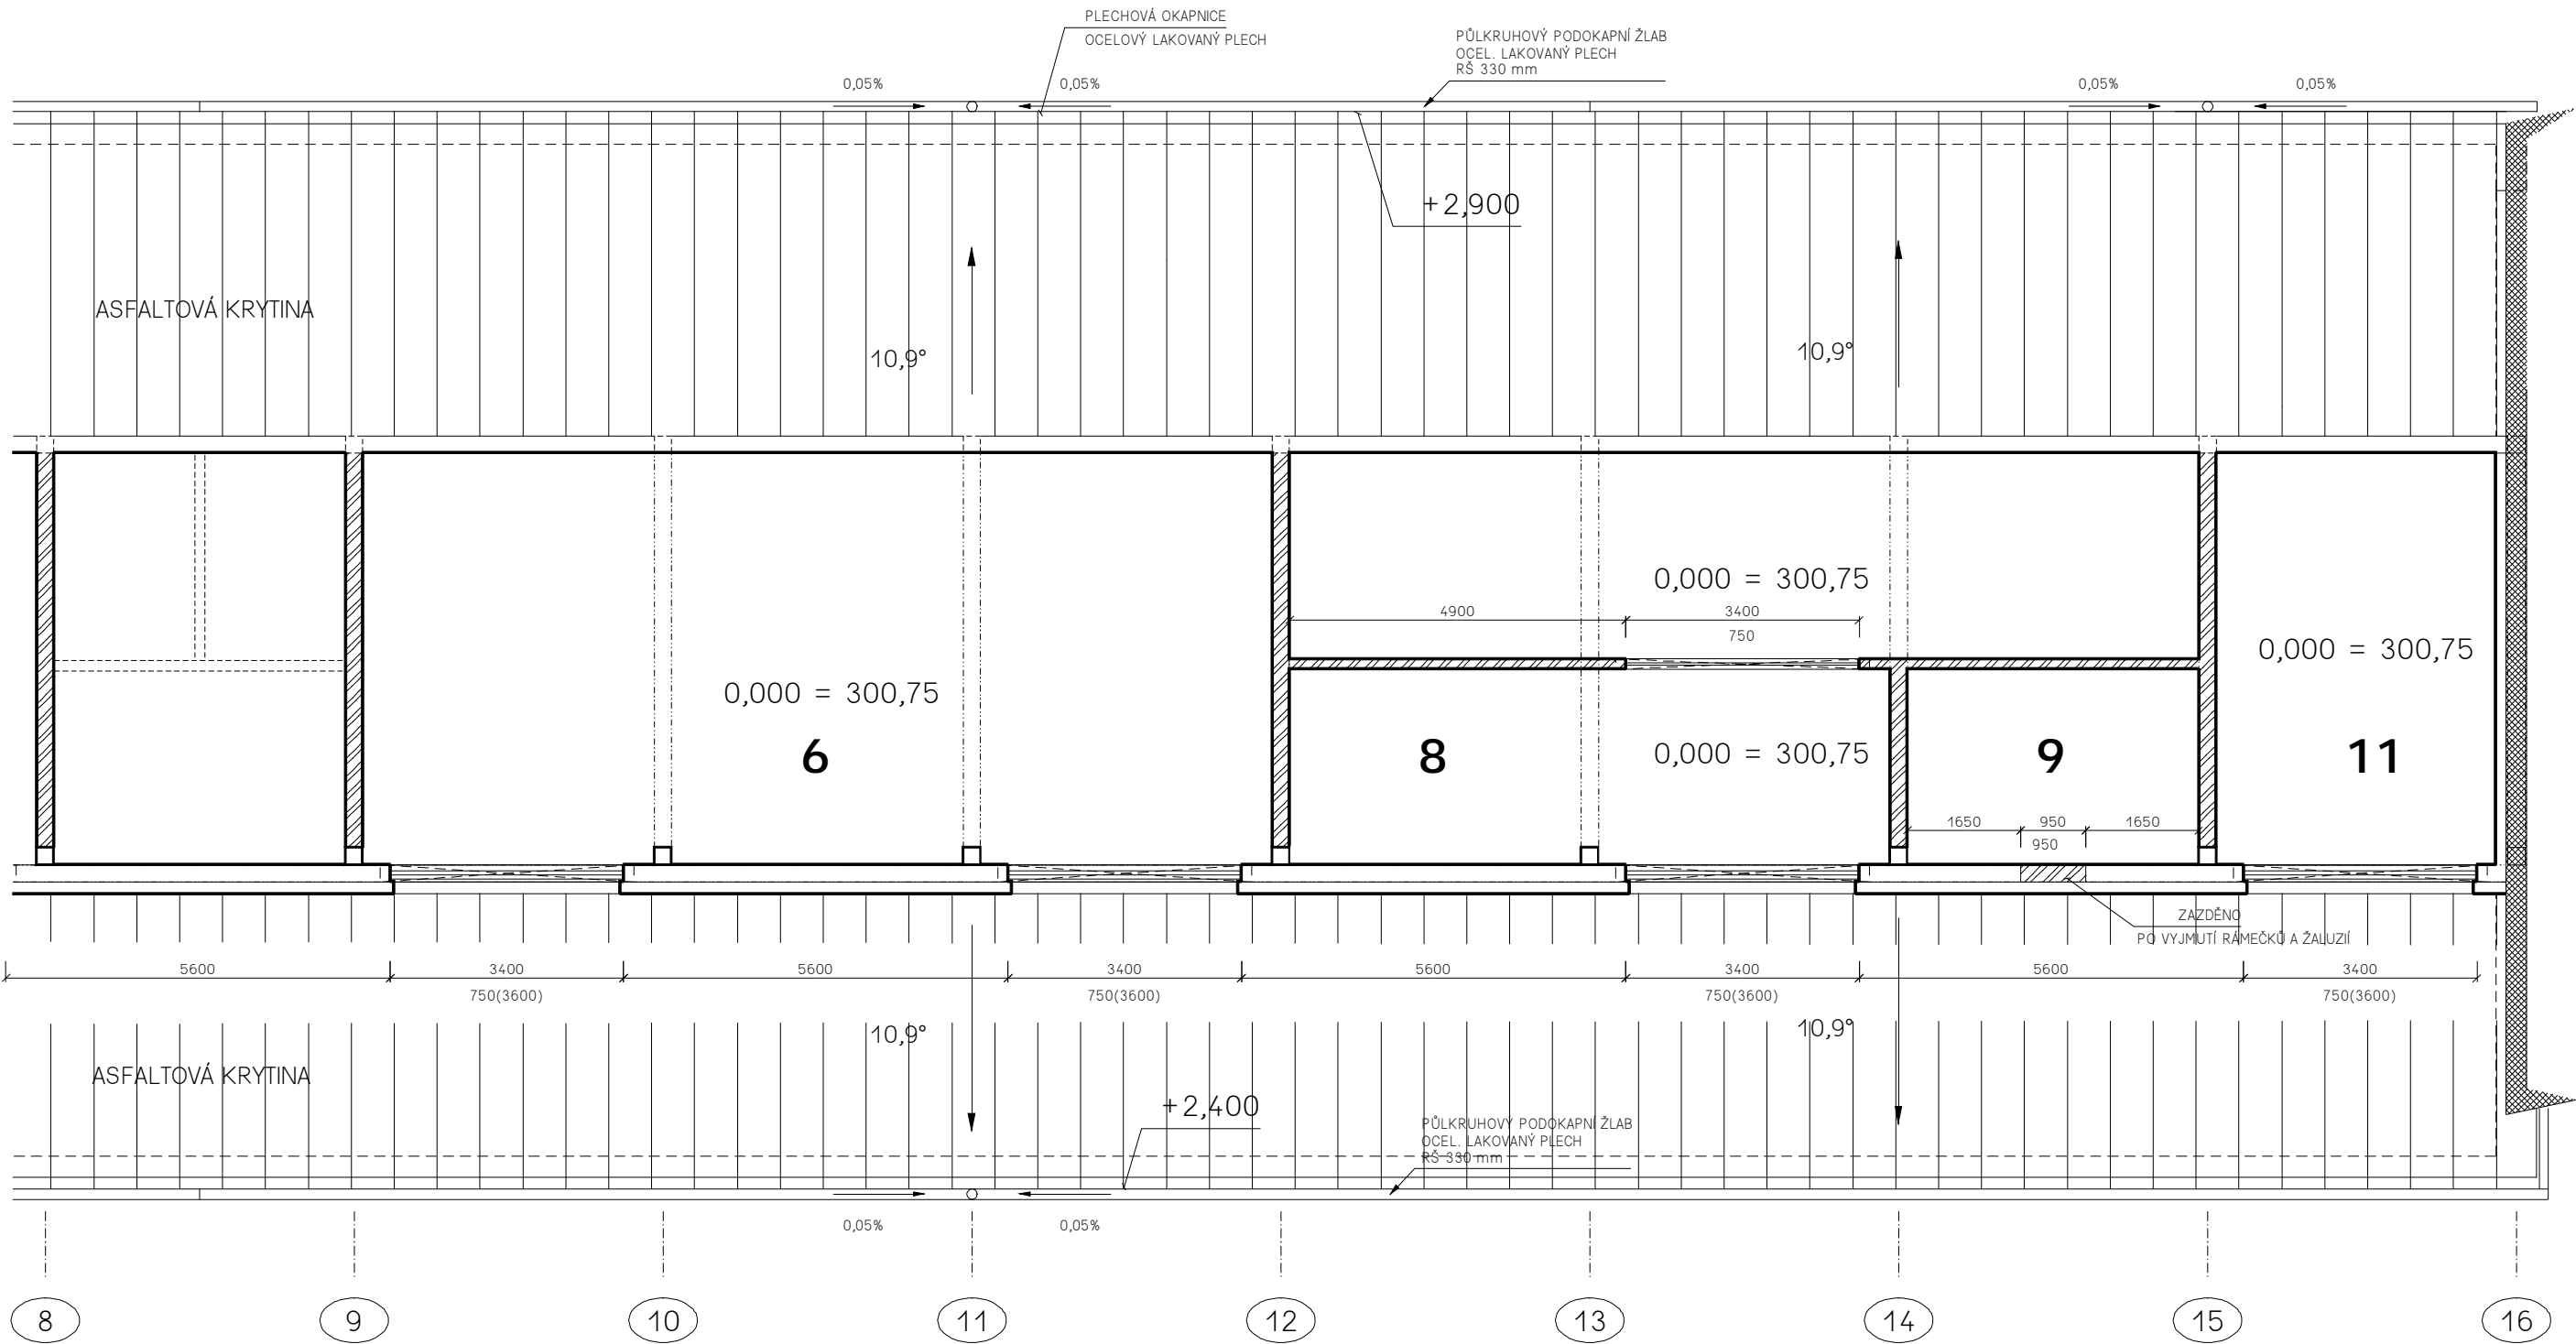 PLECHOVÁ OKAPNICE
OCELOVÝ LAKOVANÝ PLECH
PŮLKRUHOVÝ PODOKAPNÍ ŽLAB
OCEL. LAKOVANÝ PLECH
RŠ 330 mm
0,05%
0,05%
0,05%
0,05%
+2,900
ASFALTOVÁ KRYTINA
10,9°
10,9°
0,000 = 300,75
4900
3400
750
0,000 = 300,75
0,000 = 300,75
6
8
0,000 = 300,75
9
11
1650
950
1650
950
ZAZDĚNO
PO VYJMUTÍ RÁMEČKŮ A ŽALUZIÍ
5600
3400
5600
3400
5600
3400
5600
3400
750(3600)
750(3600)
750(3600)
750(3600)
10,9°
10,9°
ASFALTOVÁ KRYTINA
+2,400
PŮLKRUHOVÝ PODOKAPNÍ ŽLAB
OCEL. LAKOVANÝ PLECH
RŠ 330 mm
0,05%
0,05%
8
9
10
11
12
13
14
15
16